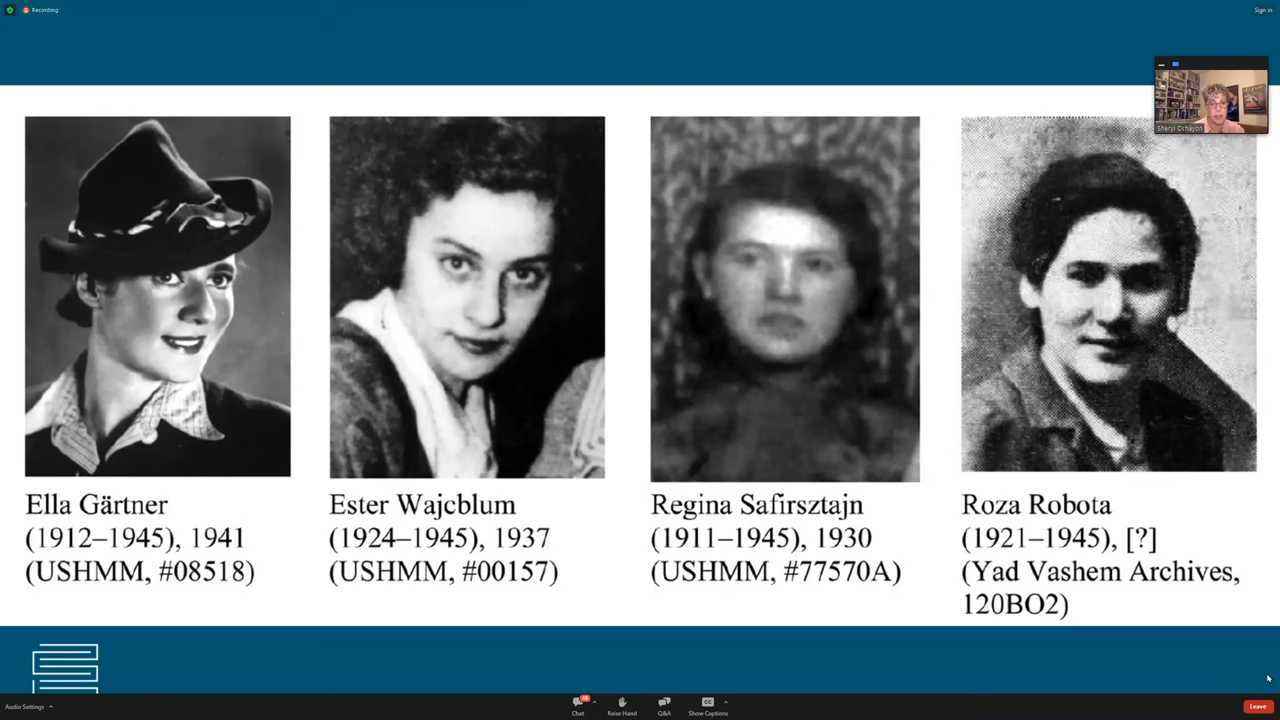 Recording
Sign in
Sheryl Ochayon
Ella Gärtner
(1912–1945), 1941
(USHMM, #08518)
Ester Wajcblum
(1924–1945), 1937
(USHMM, #00157)
Regina Safirsztajn
(1911–1945), 1930
(USHMM, #77570A)
Roza Robota
(1921–1945), [?]
(Yad Vashem Archives,
120BO2)
Audio Settings
Chat
Raise Hand
Q&A
CC
Show Captions
Leave